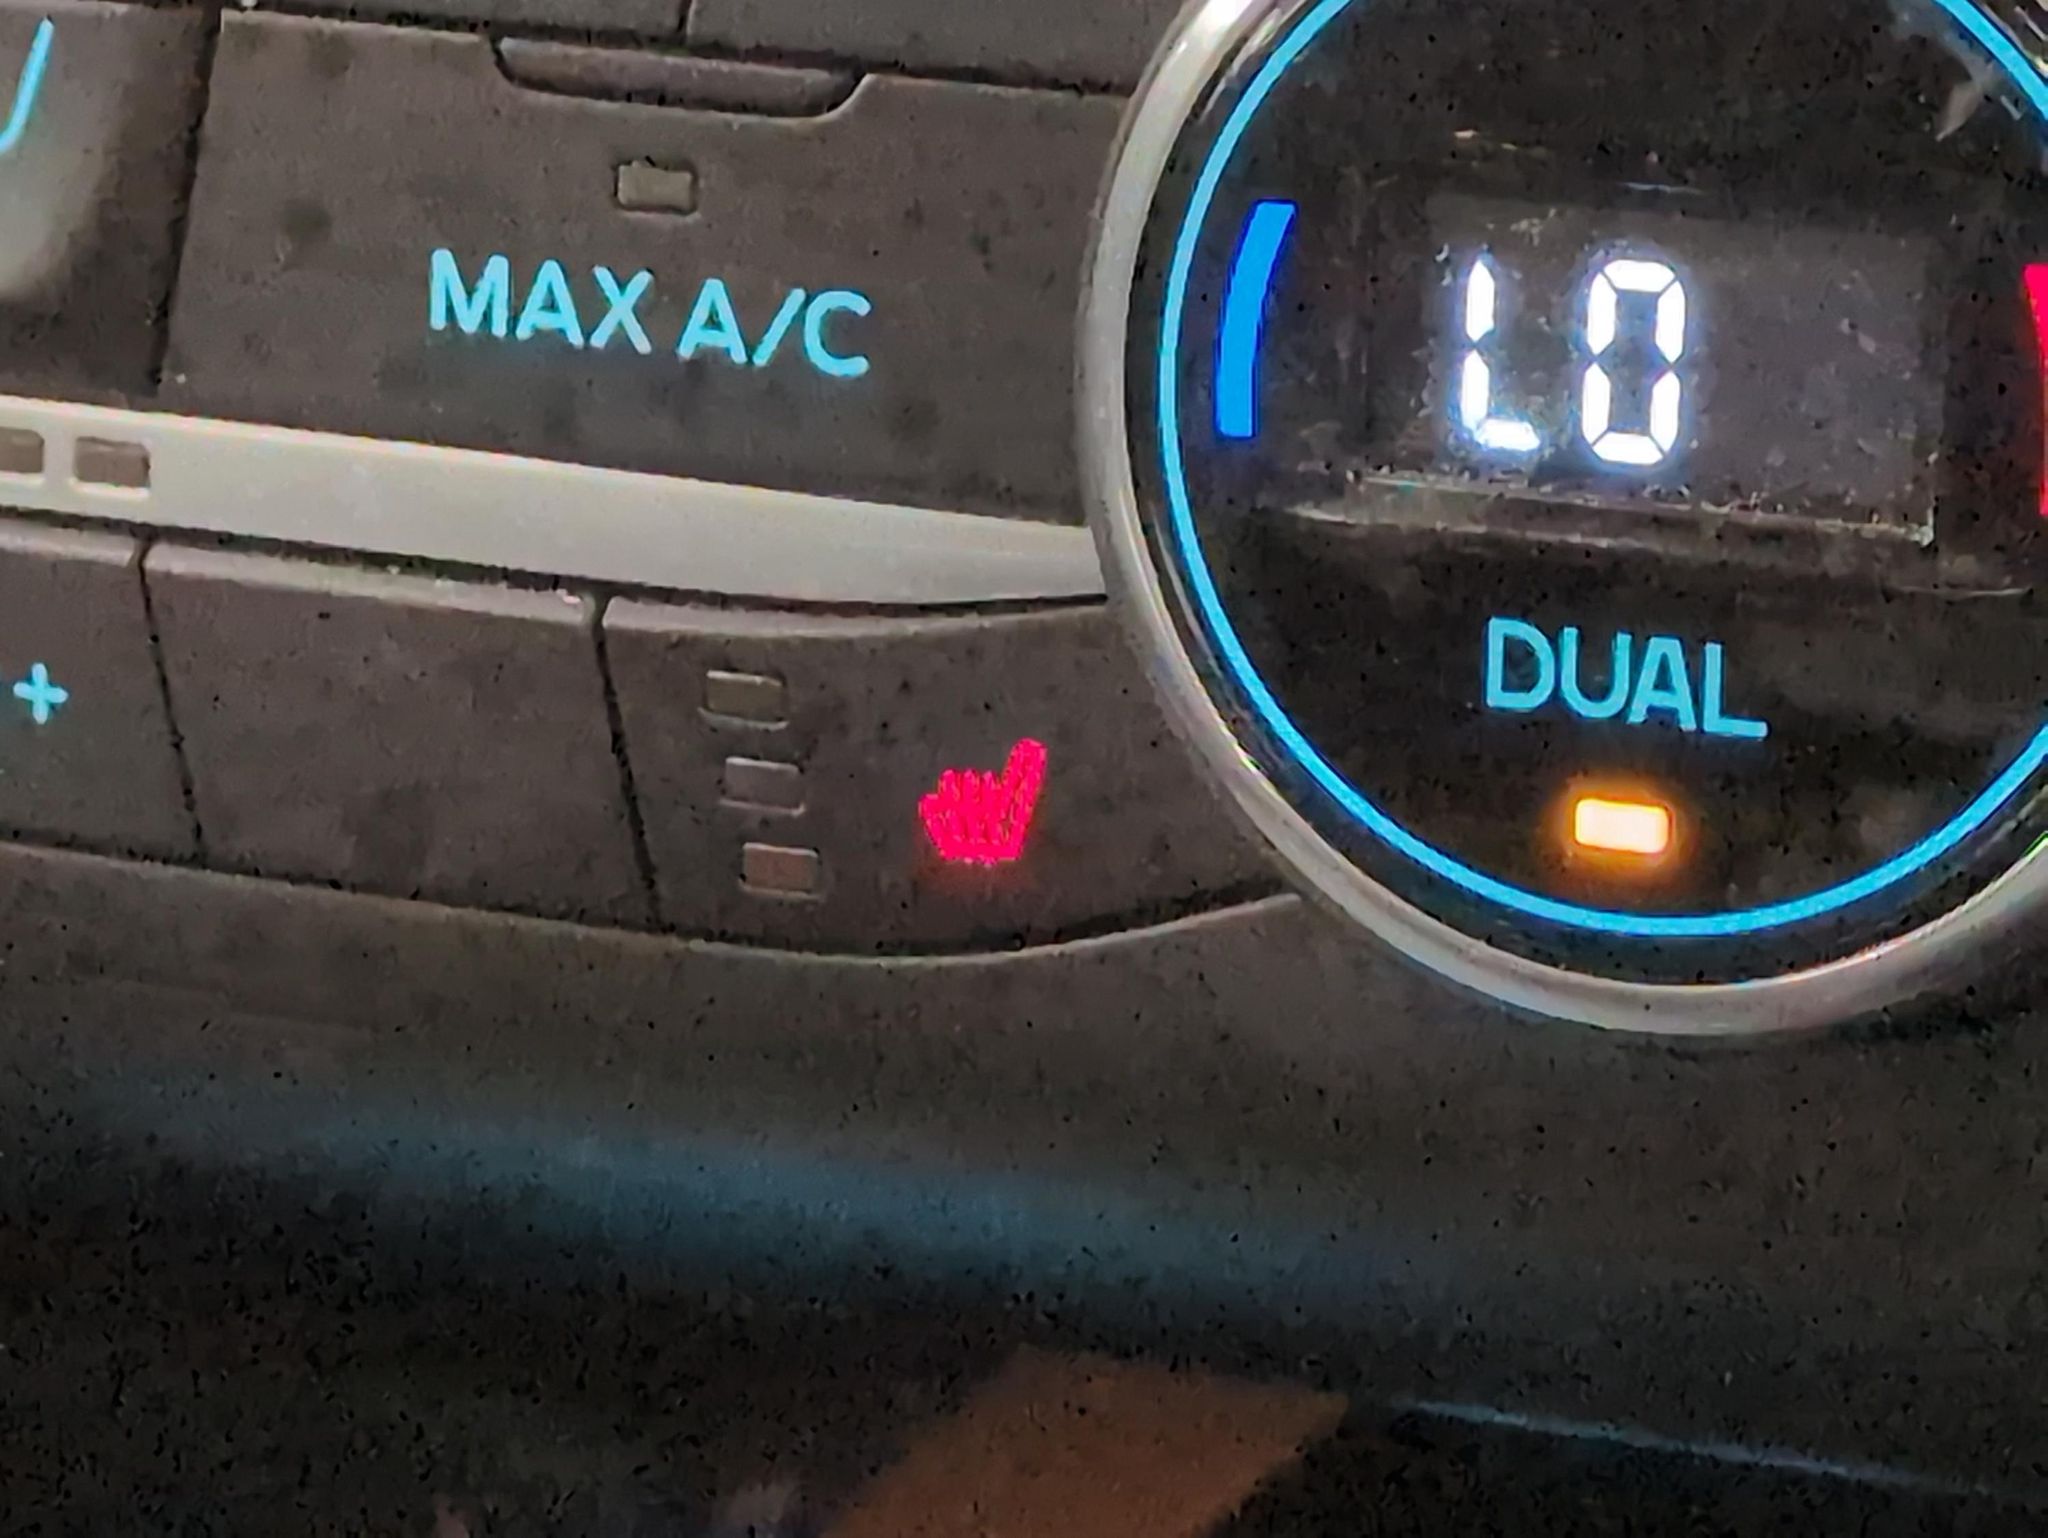 MAX A/C
LO
DUAL
+